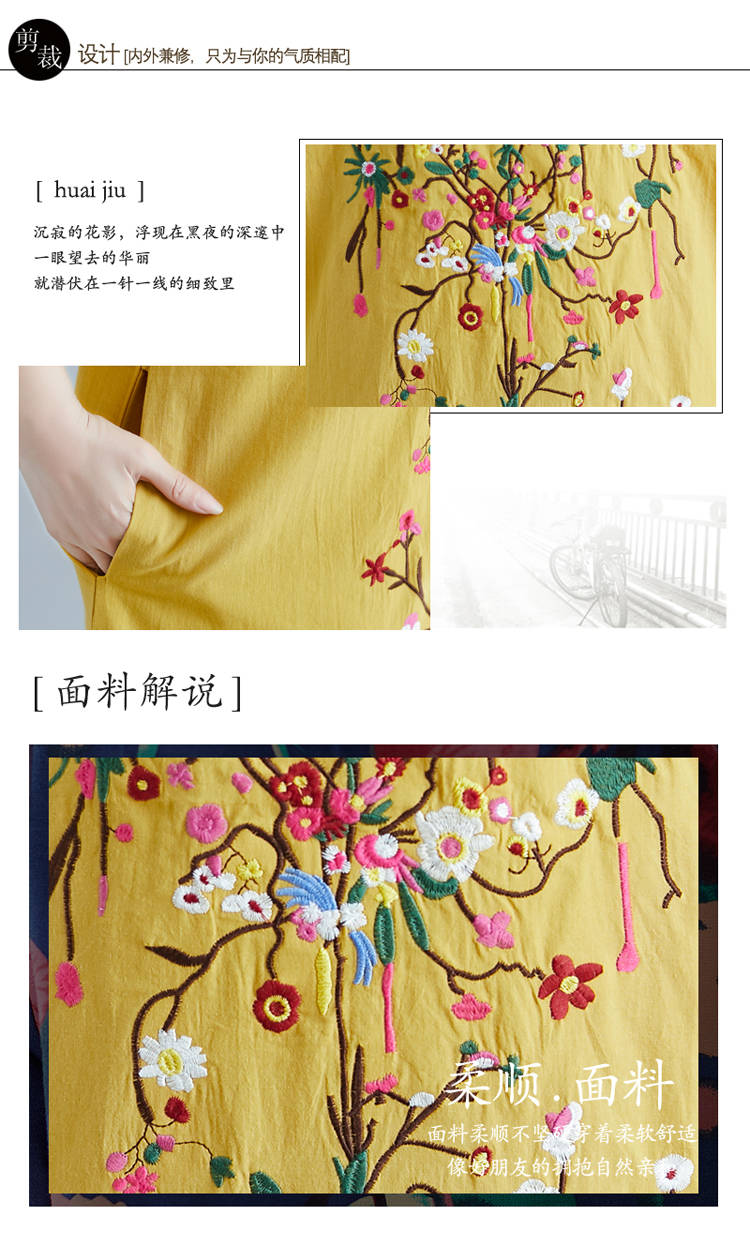 剪裁 设计 [内外兼修，只为与你的气质相配]
[ huai jiu ]
沉寂的花影，浮现在黑夜的深邃中
一眼望去的华丽
就潜伏在一针一线的细致里
[面料解说]
柔顺.面料
面料柔顺不坚硬穿着柔软舒适
像好朋友的拥抱自然亲